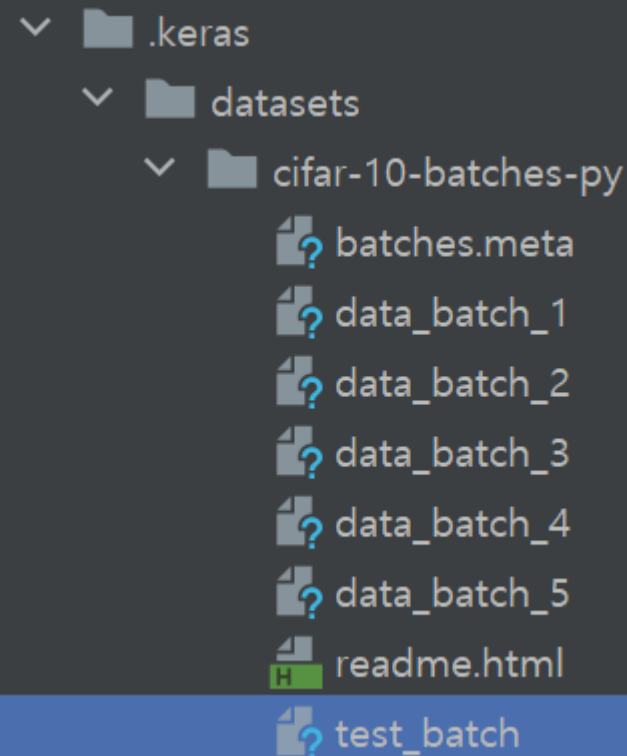 .keras
datasets
cifar-10-batches-py
batches.meta
data_batch_1
data_batch_2
data_batch_3
data_batch_4
data_batch_5
H readme.html
test_batch